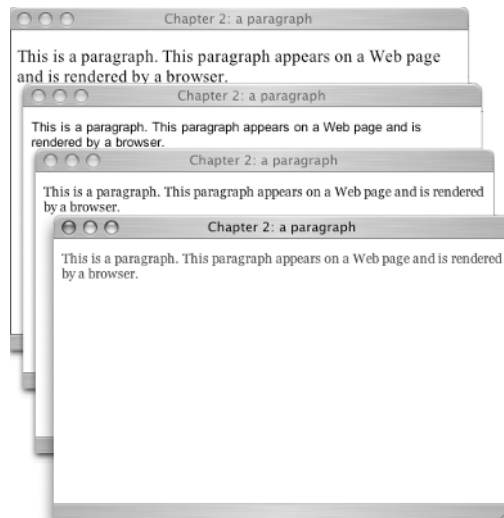 Chapter 2: a paragraph
This is a paragraph. This paragraph appears on a Web page
and is rendered by a browser.
Chapter 2: a paragraph
This is a paragraph. This paragraph appears on a Web page and is
rendered by a browser.
Chapter 2: a paragraph
This is a paragraph. This paragraph appears on a Web page and is rendered
by a browser.
Chapter 2: a paragraph
This is a paragraph. This paragraph appears on a Web page and is rendered
by a browser.